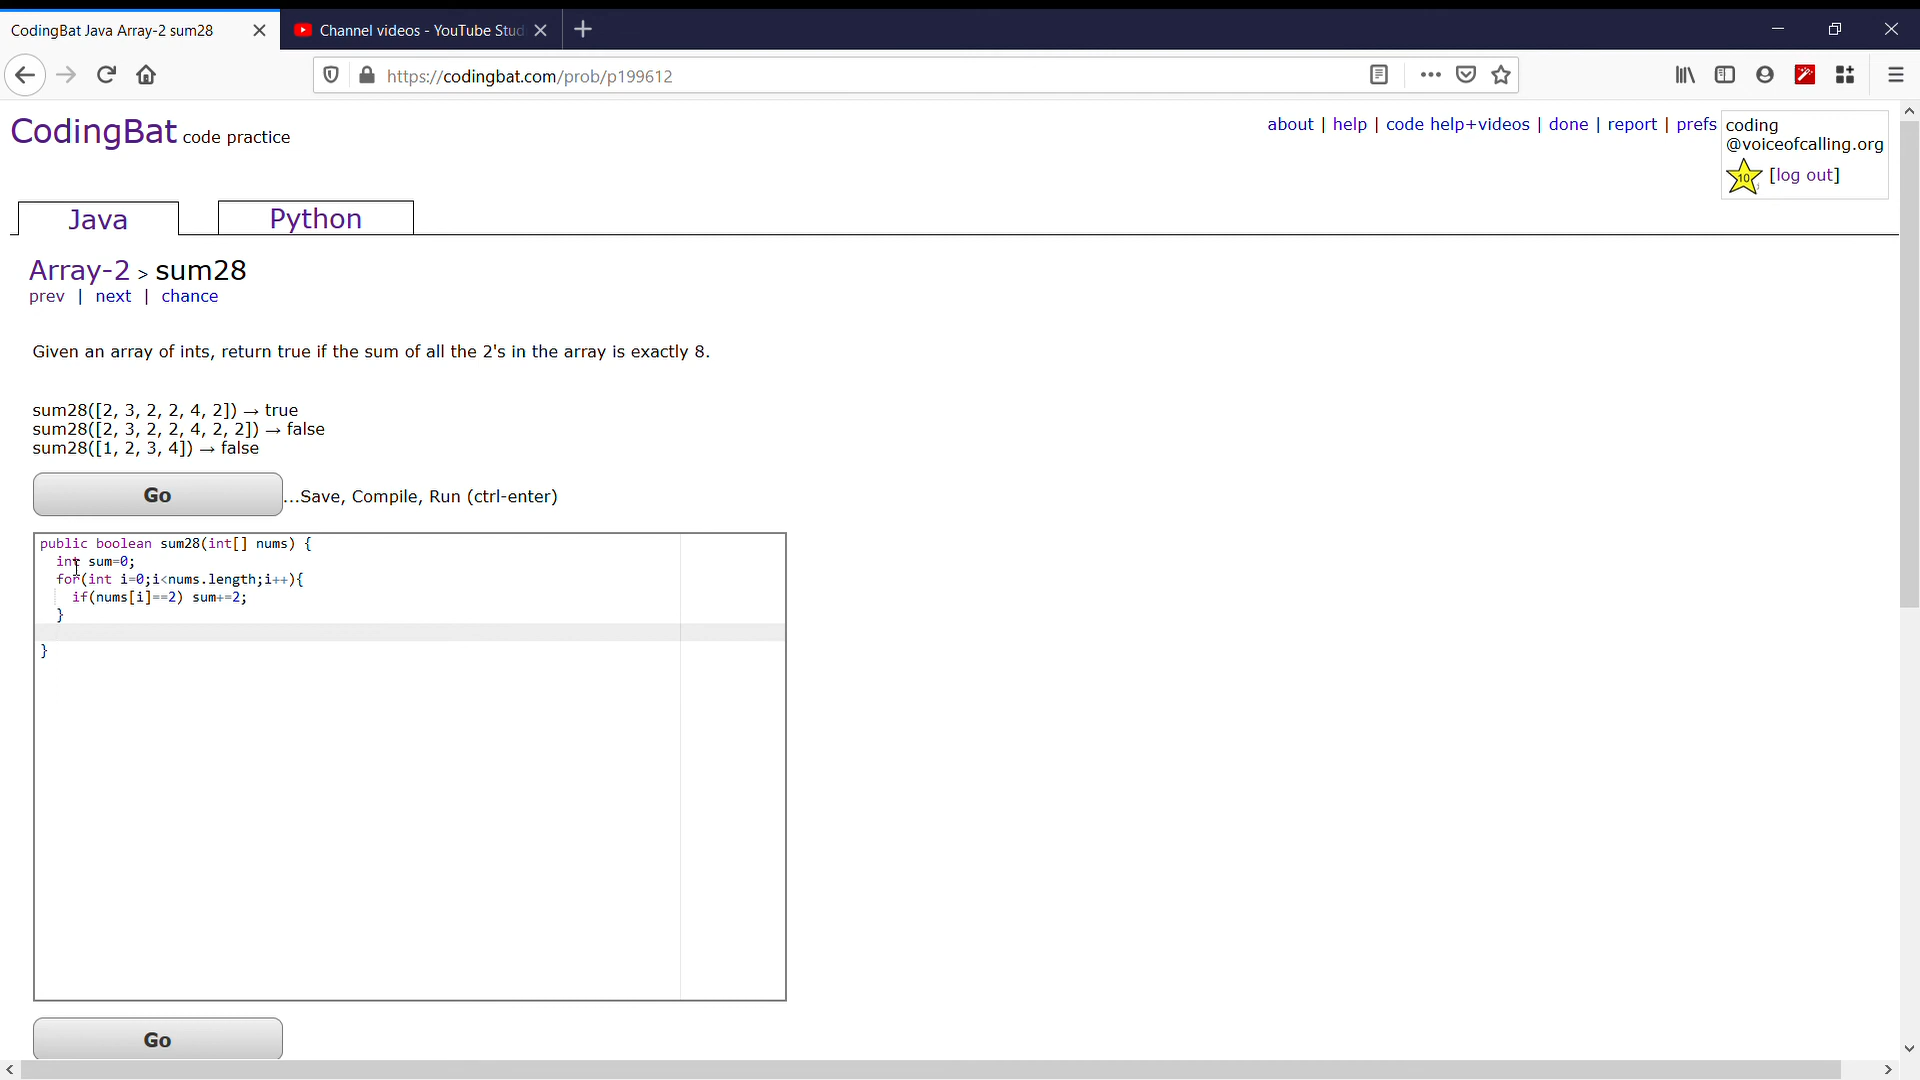 CodingBat Java Array-2 sum28
Channel videos - YouTube Stud
https://codingbat.com/prob/p199612
CodingBat code practice
about | help | code help+videos | done | report | prefs
coding
@voiceofcalling.org
10
[log out]
Java
Python
Array-2 > sum28
prev | next | chance
Given an array of ints, return true if the sum of all the 2's in the array is exactly 8.
sum28([2, 3, 2, 2, 4, 2]) → true
sum28([2, 3, 2, 2, 4, 2, 2]) → false
sum28([1, 2, 3, 4]) → false
Go
...Save, Compile, Run (ctrl-enter)
public boolean sum28(int[] nums) {
int sum=0;
for(int i=0;i<nums.length;i++){
if(nums[i]==2) sum+=2;
}
}
Go